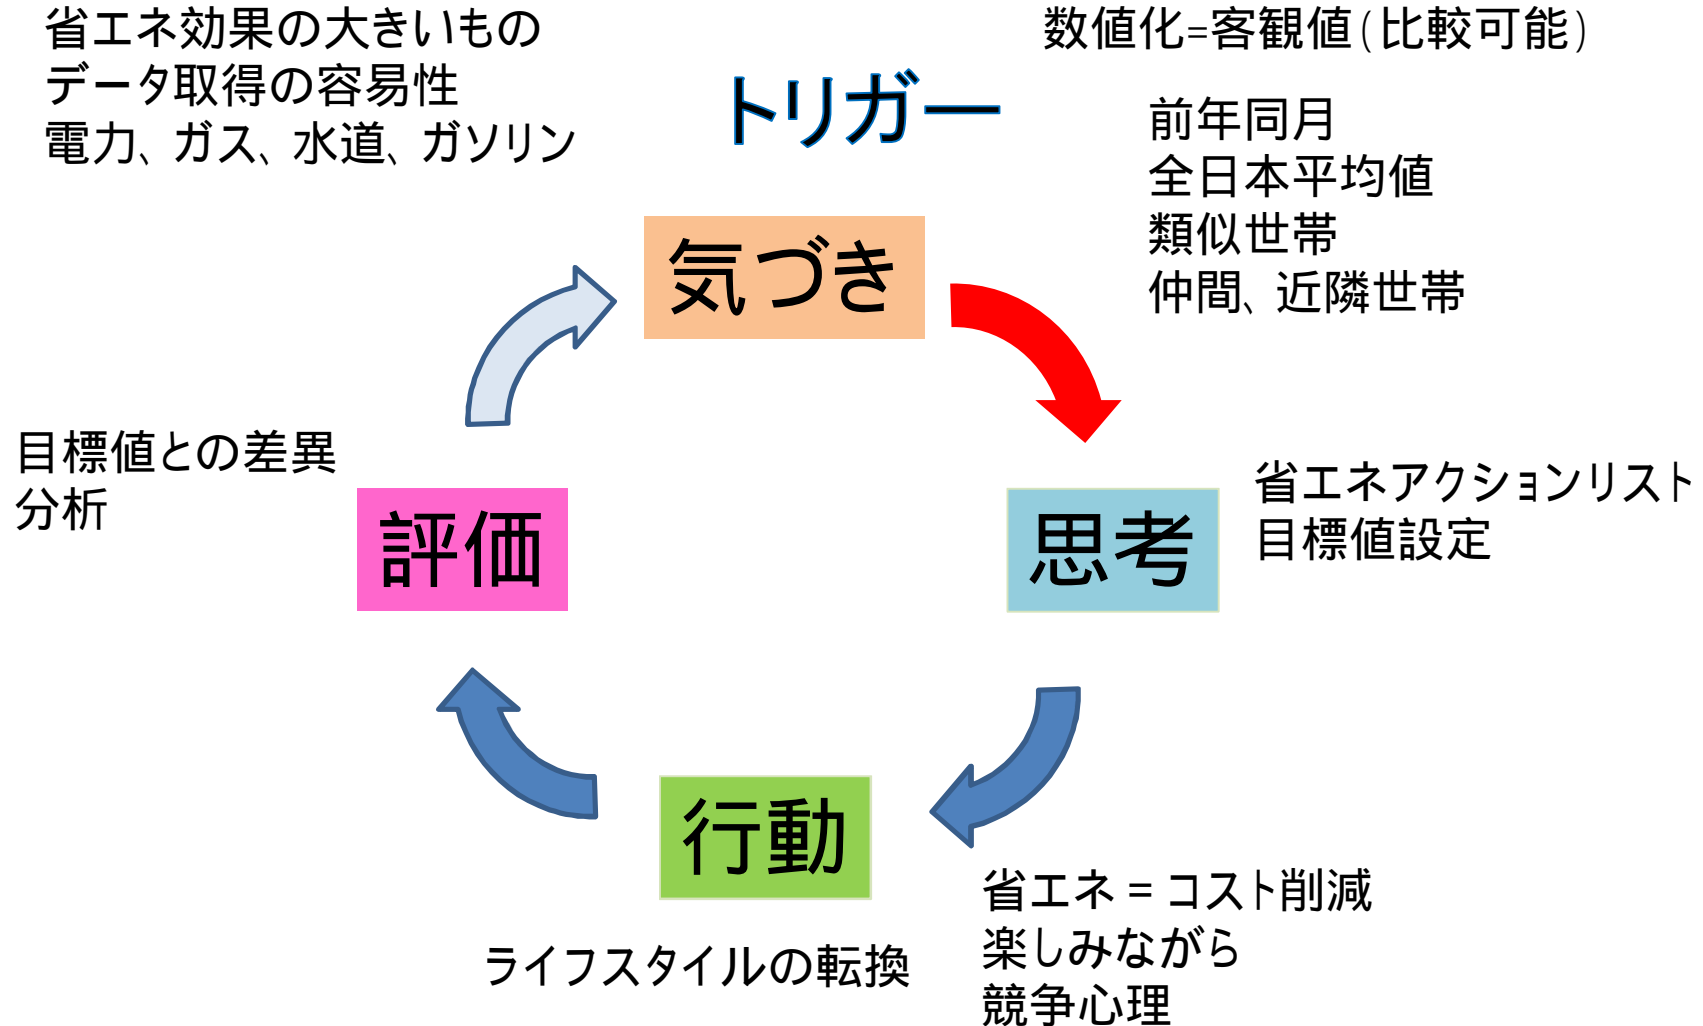 省エネ効果の大きいもの
データ取得の容易性
電力、ガス、水道、ガソリン
トリガー
数値化=客観値(比較可能)
前年同月
全日本平均値
類似世帯
仲間、近隣世帯
気づき
目標値との差異
分析
評価
思考
省エネアクションリスト
目標値設定
行動
ライフスタイルの転換
省エネ=コスト削減
楽しみながら
競争心理